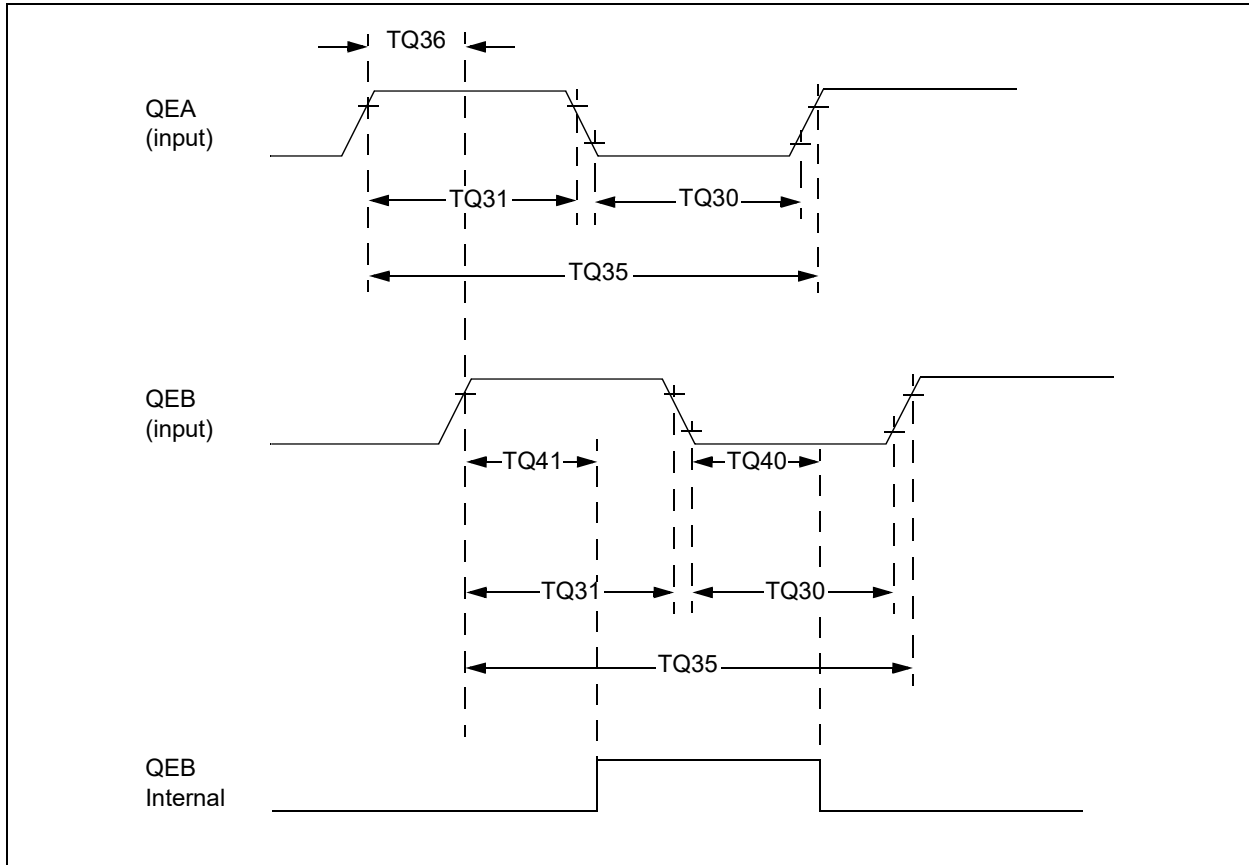 TQ36
QEA
(input)
TQ31
TQ30
TQ35
QEB
(input)
TQ41
TQ40
TQ31
TQ30
TQ35
QEB
Internal